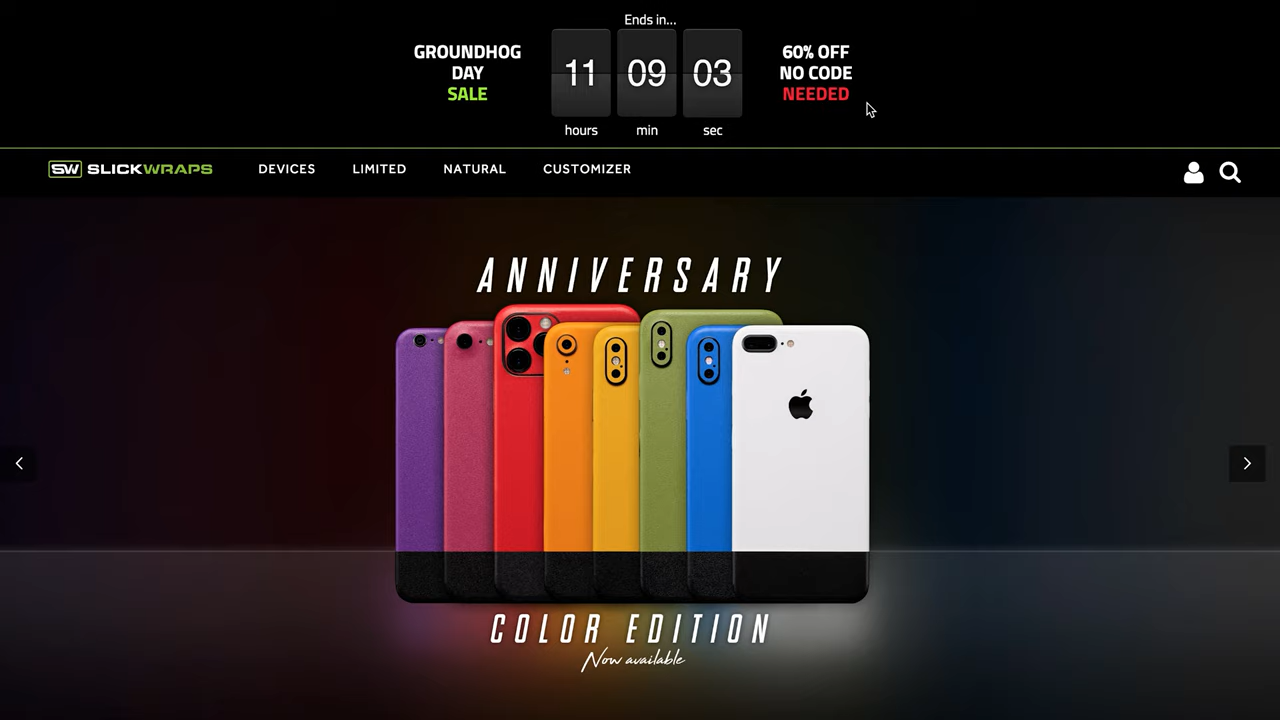 Ends in...
GROUNDHOG
DAY
SALE
11 09 03
hours min sec
60% OFF
NO CODE
NEEDED
SW SLICKWRAPS
DEVICES LIMITED NATURAL CUSTOMIZER
ANNIVERSARY
COLOR EDITION
Now available